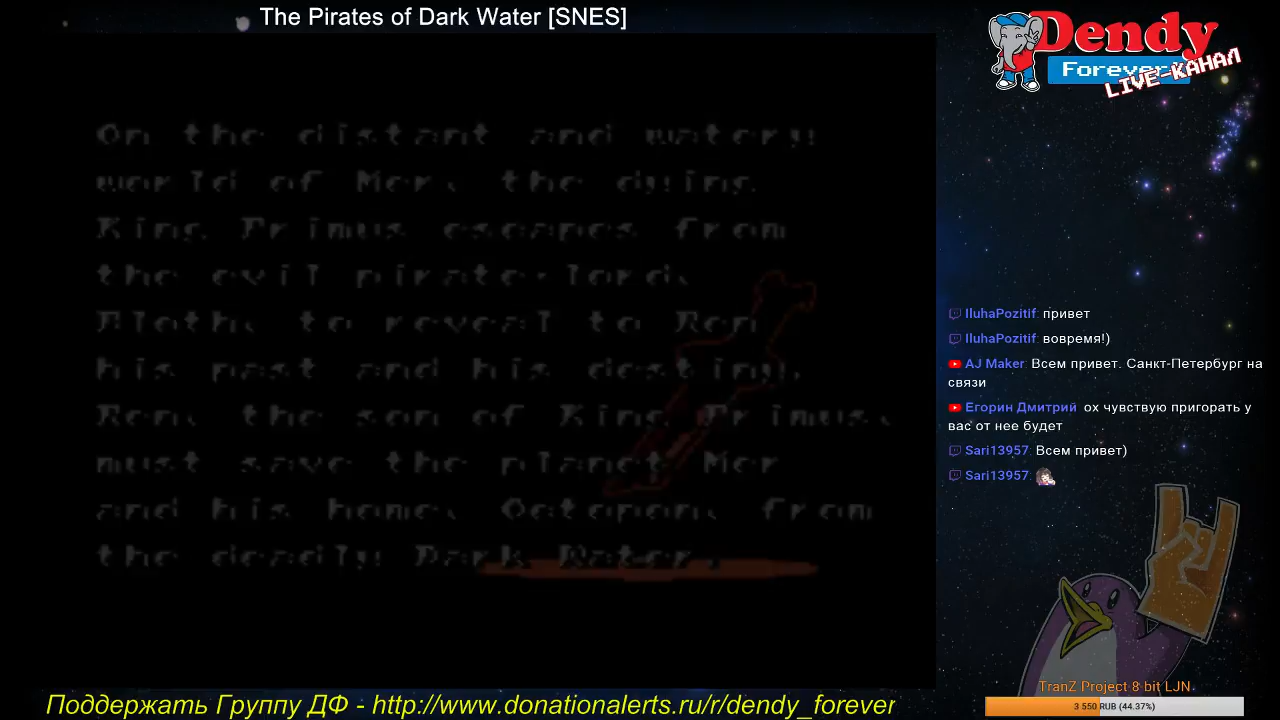 The Pirates of Dark Water [SNES]
Dendy
Forever
LIVE-КАНАЛ
On the distant and watery
world of Mer, the dying
King Primus escapes from
the evil pirate-lord,
Bloth, to reveal to Ren
his past and his destiny.
Ren, the son of King Primus,
must save the planet Mer
and his home, Octopon, from
the deadly Dark Water.
IluhaPozitif: привет
IluhaPozitif: вовремя!)
AJ Maker: Всем привет. Санкт-Петербург на
связи
Егорин Дмитрий ох чувствую пригорать у
вас от нее будет
Sari13957: Всем привет)
Sari13957:
TranZ Project 8 bit LJN
3 550 RUB (44.37%)
Поддержать Группу ДФ - http://www.donationalerts.ru/r/dendy_forever